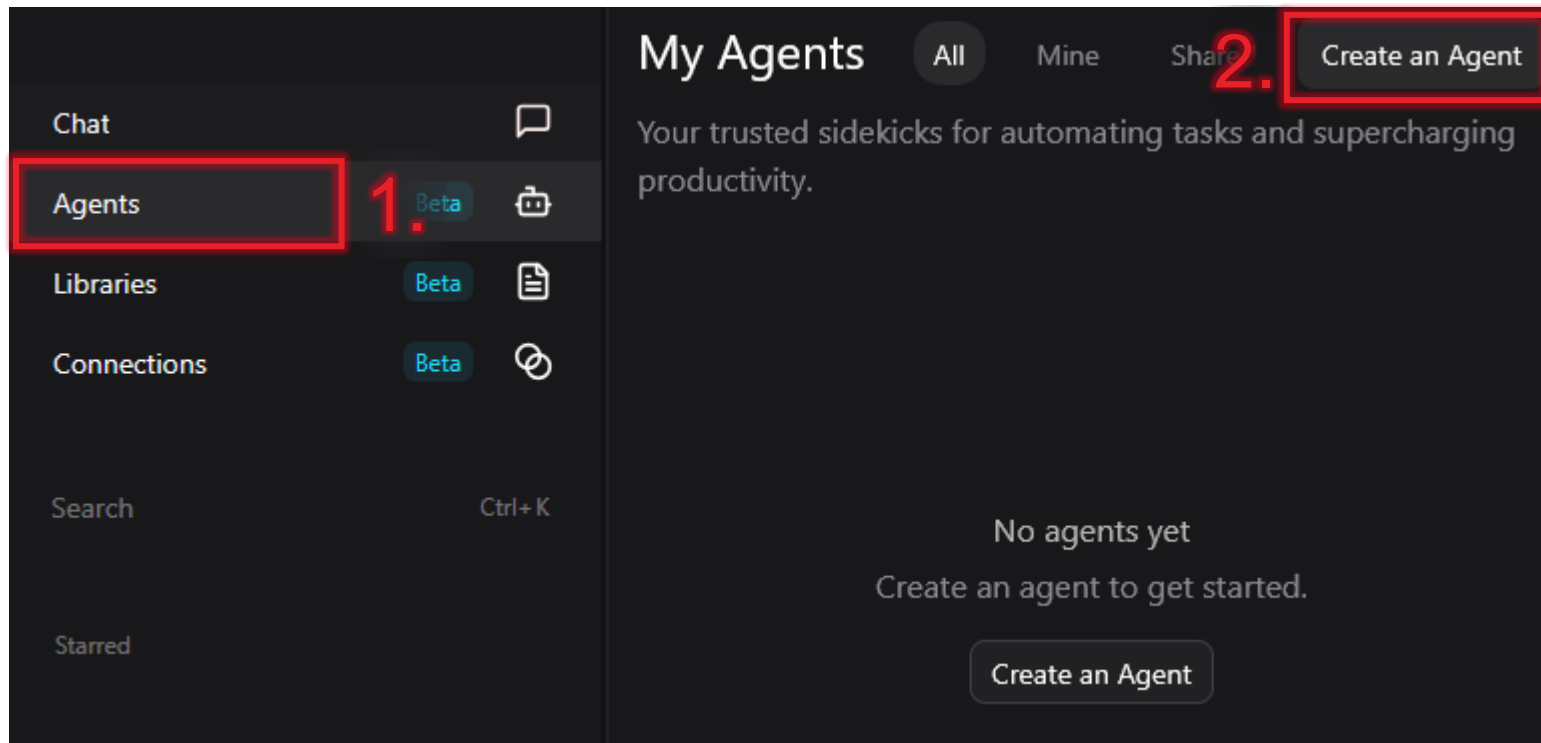 Chat
Agents 1. Beta
Libraries Beta
Connections Beta
Search Ctrl+K
Starred
My Agents All Mine Share 2. Create an Agent
Your trusted sidekicks for automating tasks and supercharging
productivity.
No agents yet
Create an agent to get started.
Create an Agent